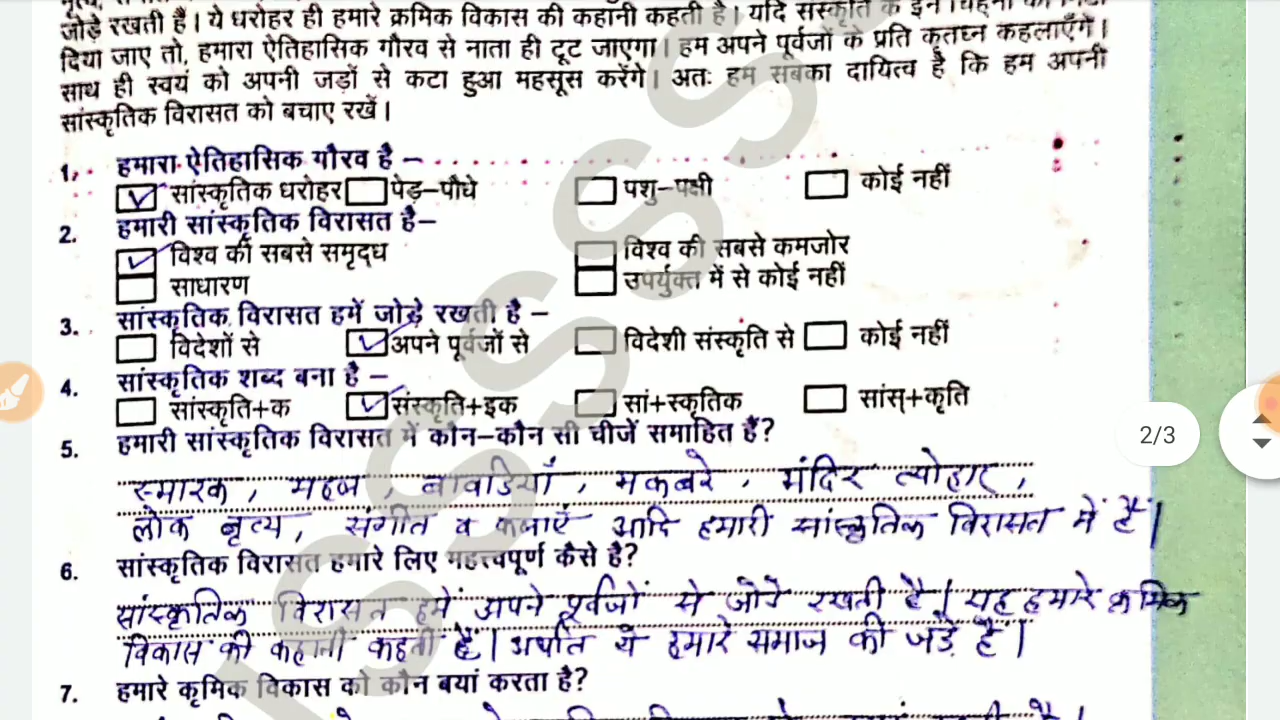 जोड़े रखती है। ये धरोहर ही हमारे क्रमिक विकास की कहानी कहती है। यदि संस्कृति के इन चिह्नों को मिटा
दिया जाए तो, हमारा ऐतिहासिक गौरव से नाता ही टूट जाएगा। हम अपने पूर्वजों के प्रति कृतघ्न कहलाएँगे।
साथ ही स्वयं को अपनी जड़ों से कटा हुआ महसूस करेंगे। अतः हम सबका दायित्व है कि हम अपनी
सांस्कृतिक विरासत को बचाए रखें।
1. हमारा ऐतिहासिक गौरव है –
सांस्कृतिक धरोहर पेड़–पौधे पशु–पक्षी कोई नहीं
2. हमारी सांस्कृतिक विरासत है–
विश्व की सबसे समृद्ध विश्व की सबसे कमजोर
साधारण उपर्युक्त में से कोई नहीं
3. सांस्कृतिक विरासत हमें जोड़े रखती है –
विदेशों से अपने पूर्वजों से विदेशी संस्कृति से कोई नहीं
4. सांस्कृतिक शब्द बना है –
सांस्कृति+क संस्कृति+इक सां+स्कृतिक सांस्+कृति
5. हमारी सांस्कृतिक विरासत में कौन–कौन सी चीजें समाहित हैं?
स्मारक, महल, बावडियाँ, मकबरे, मंदिर त्योहार,
लोक नृत्य, संगीत व कलाएं आदि हमारी सांस्कृतिक विरासत में हैं।
6. सांस्कृतिक विरासत हमारे लिए महत्त्वपूर्ण कैसे है?
सांस्कृतिक विरासत हमें अपने पूर्वजों से जोडे रखती है। यह हमारे क्रमिक
विकास की कहानी कहती है। अर्थात ये हमारे समाज की जड़े है।
7. हमारे कृमिक विकास को कौन बयां करता है?
2/3
SSSS